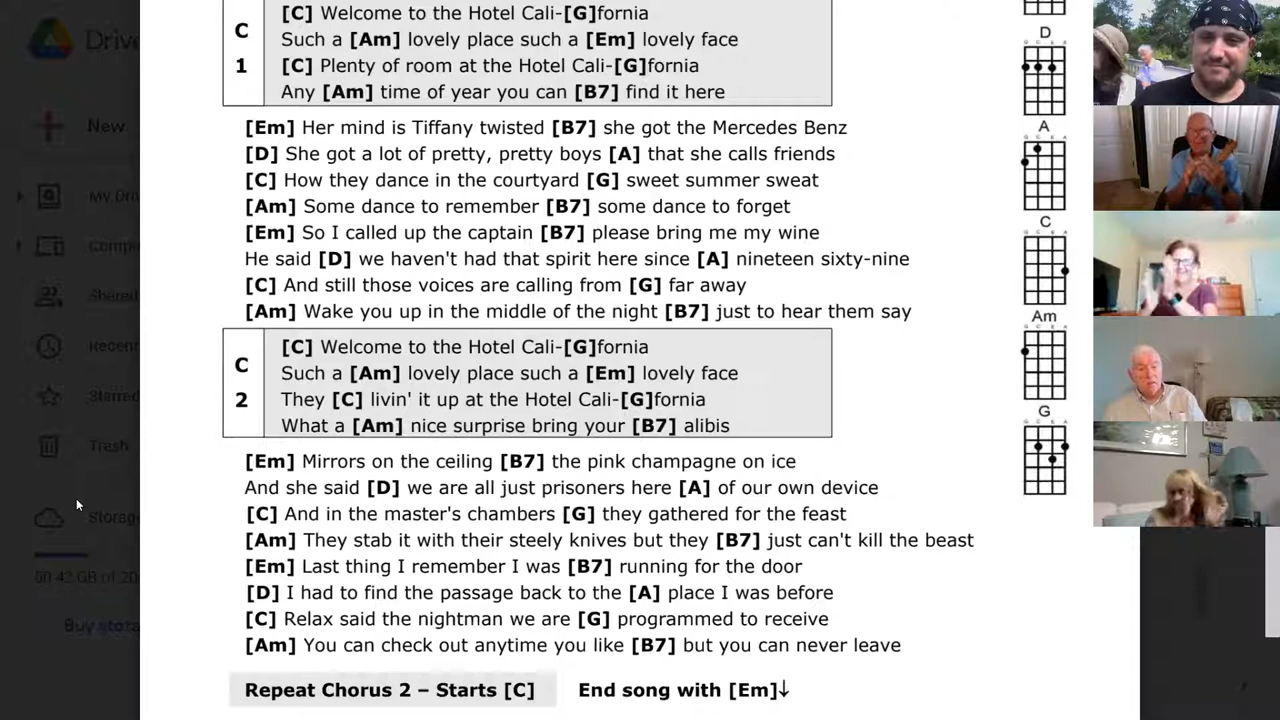 Drive
New
My Dri
Compu
Shared
Recen
Starred
Trash
Storag
Buy stora
C
1
[C] Welcome to the Hotel Cali-[G]fornia
Such a [Am] lovely place such a [Em] lovely face
[C] Plenty of room at the Hotel Cali-[G]fornia
Any [Am] time of year you can [B7] find it here
[Em] Her mind is Tiffany twisted [B7] she got the Mercedes Benz
[D] She got a lot of pretty, pretty boys [A] that she calls friends
[C] How they dance in the courtyard [G] sweet summer sweat
[Am] Some dance to remember [B7] some dance to forget
[Em] So I called up the captain [B7] please bring me my wine
He said [D] we haven't had that spirit here since [A] nineteen sixty-nine
[C] And still those voices are calling from [G] far away
[Am] Wake you up in the middle of the night [B7] just to hear them say
C
2
[C] Welcome to the Hotel Cali-[G]fornia
Such a [Am] lovely place such a [Em] lovely face
They [C] livin' it up at the Hotel Cali-[G]fornia
What a [Am] nice surprise bring your [B7] alibis
[Em] Mirrors on the ceiling [B7] the pink champagne on ice
And she said [D] we are all just prisoners here [A] of our own device
[C] And in the master's chambers [G] they gathered for the feast
[Am] They stab it with their steely knives but they [B7] just can't kill the beast
[Em] Last thing I remember I was [B7] running for the door
[D] I had to find the passage back to the [A] place I was before
[C] Relax said the nightman we are [G] programmed to receive
[Am] You can check out anytime you like [B7] but you can never leave
Repeat Chorus 2 – Starts [C] End song with [Em]↓
D
A
C
Am
G